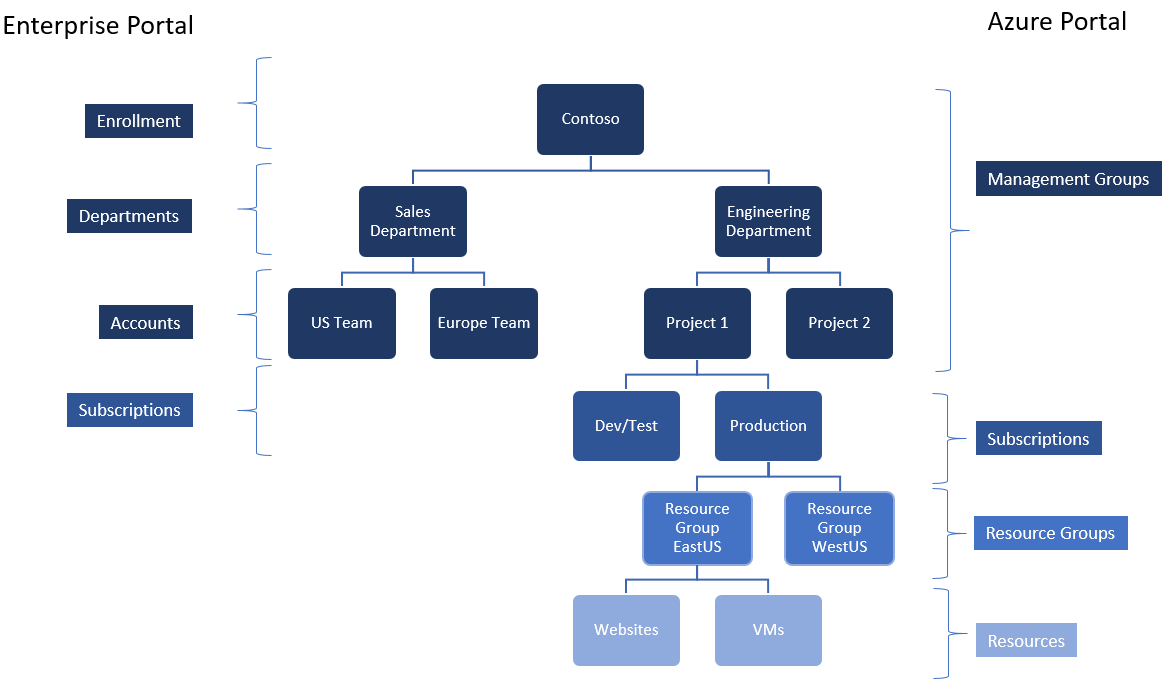 Enterprise Portal
Azure Portal
Enrollment
Contoso
Management Groups
Departments
Sales
Department
Engineering
Department
Accounts
US Team
Europe Team
Project 1
Project 2
Subscriptions
Dev/Test
Production
Subscriptions
Resource
Group
EastUS
Resource
Group
WestUS
Resource Groups
Websites
VMs
Resources